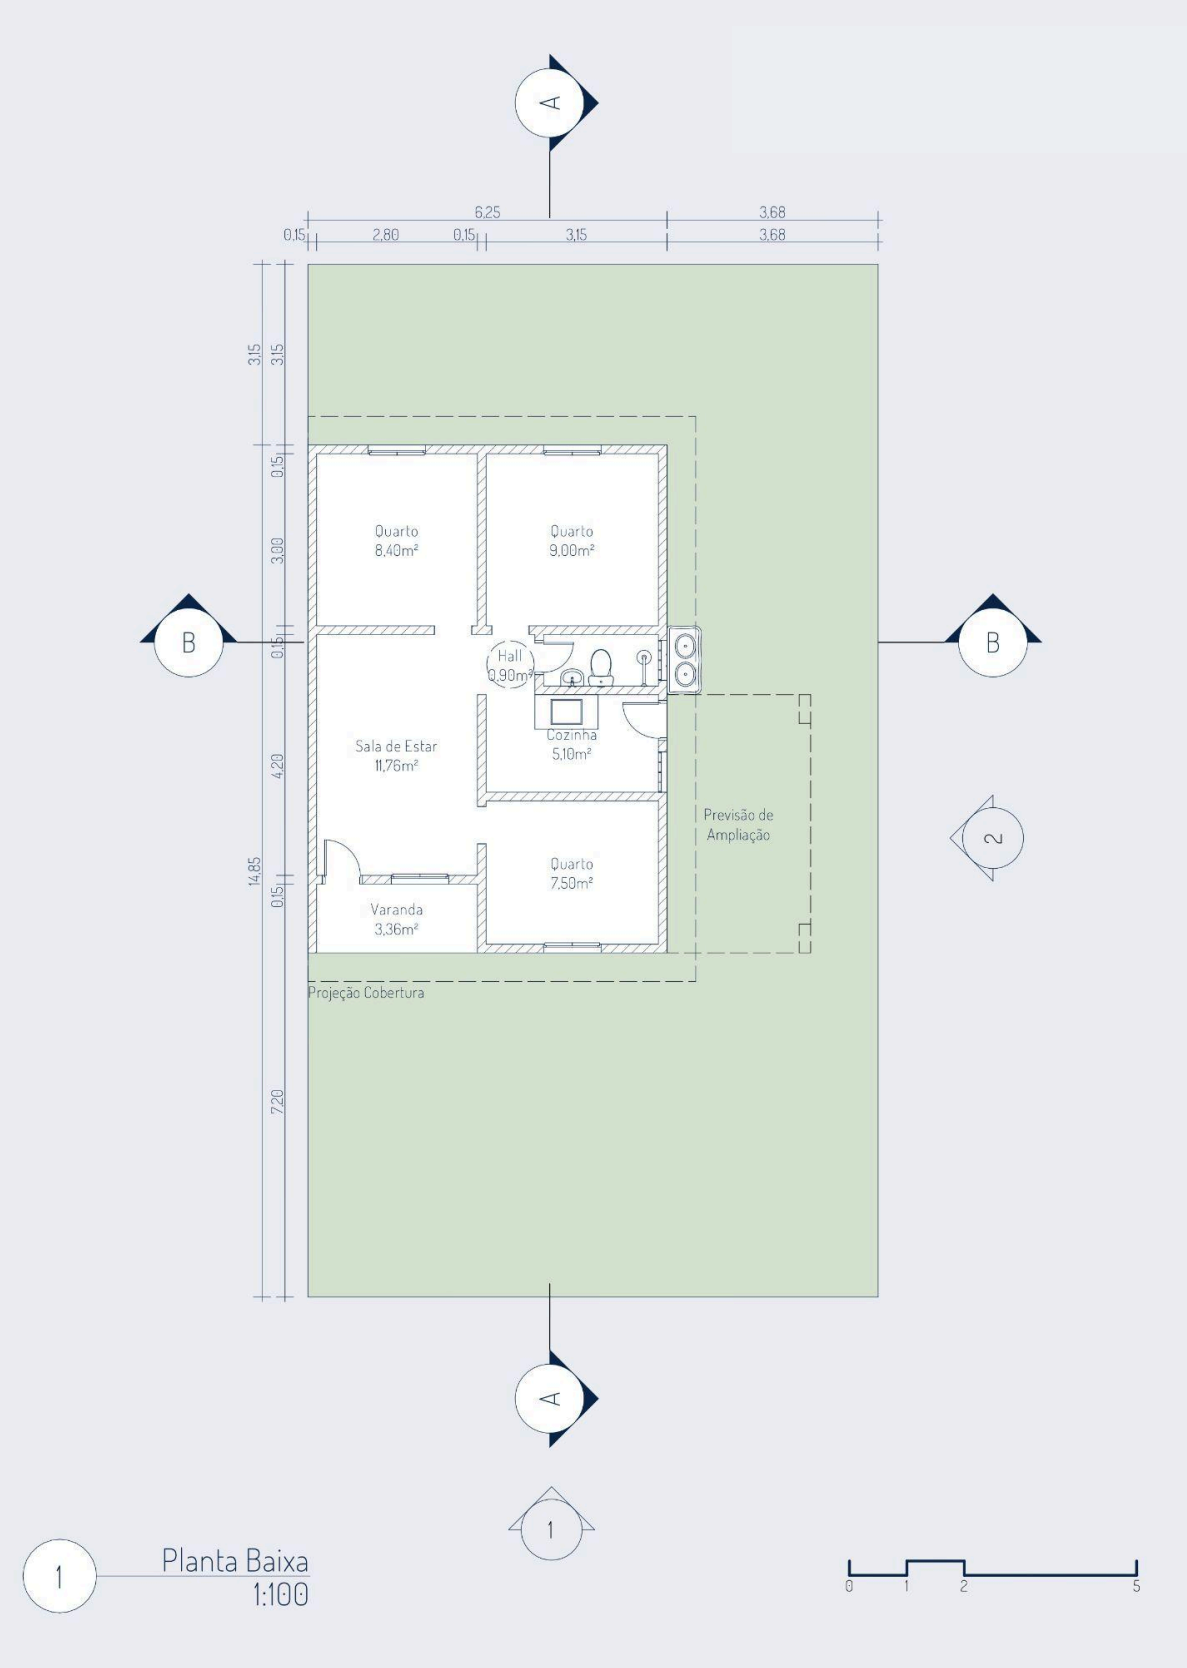 A
6,25
3,68
0,15
2,80
0,15
3,15
3,68
3,15
3,15
0,15
3,00
0,15
4,20
14,85
0,15
7,20
Quarto
8,40m²
Quarto
9,00m²
B
B
Hall
0,90m²
Sala de Estar
11,76m²
Cozinha
5,10m²
Previsão de
Ampliação
2
Quarto
7,50m²
Varanda
3,36m²
Projeção Cobertura
A
1
1
Planta Baixa
1:100
0
1
2
5